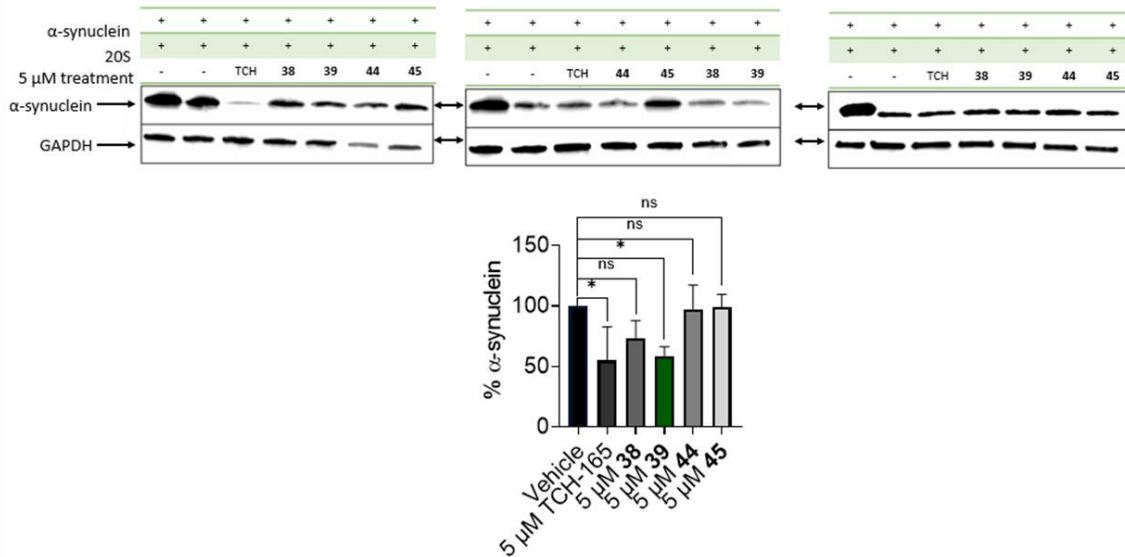 α-synuclein + + + + + + + + + + + + + + + + + + + + +
20S + + + + + + + + + + + + + + + + + + + + +
5 µM treatment - - TCH 38 39 44 45 - - TCH 44 45 38 39 - - TCH 38 39 44 45
α-synuclein
GAPDH
ns
ns
*
ns
*
150
100
50
0
% α-synuclein
Vehicle
5 µM TCH-165
5 µM 38
5 µM 39
5 µM 44
5 µM 45